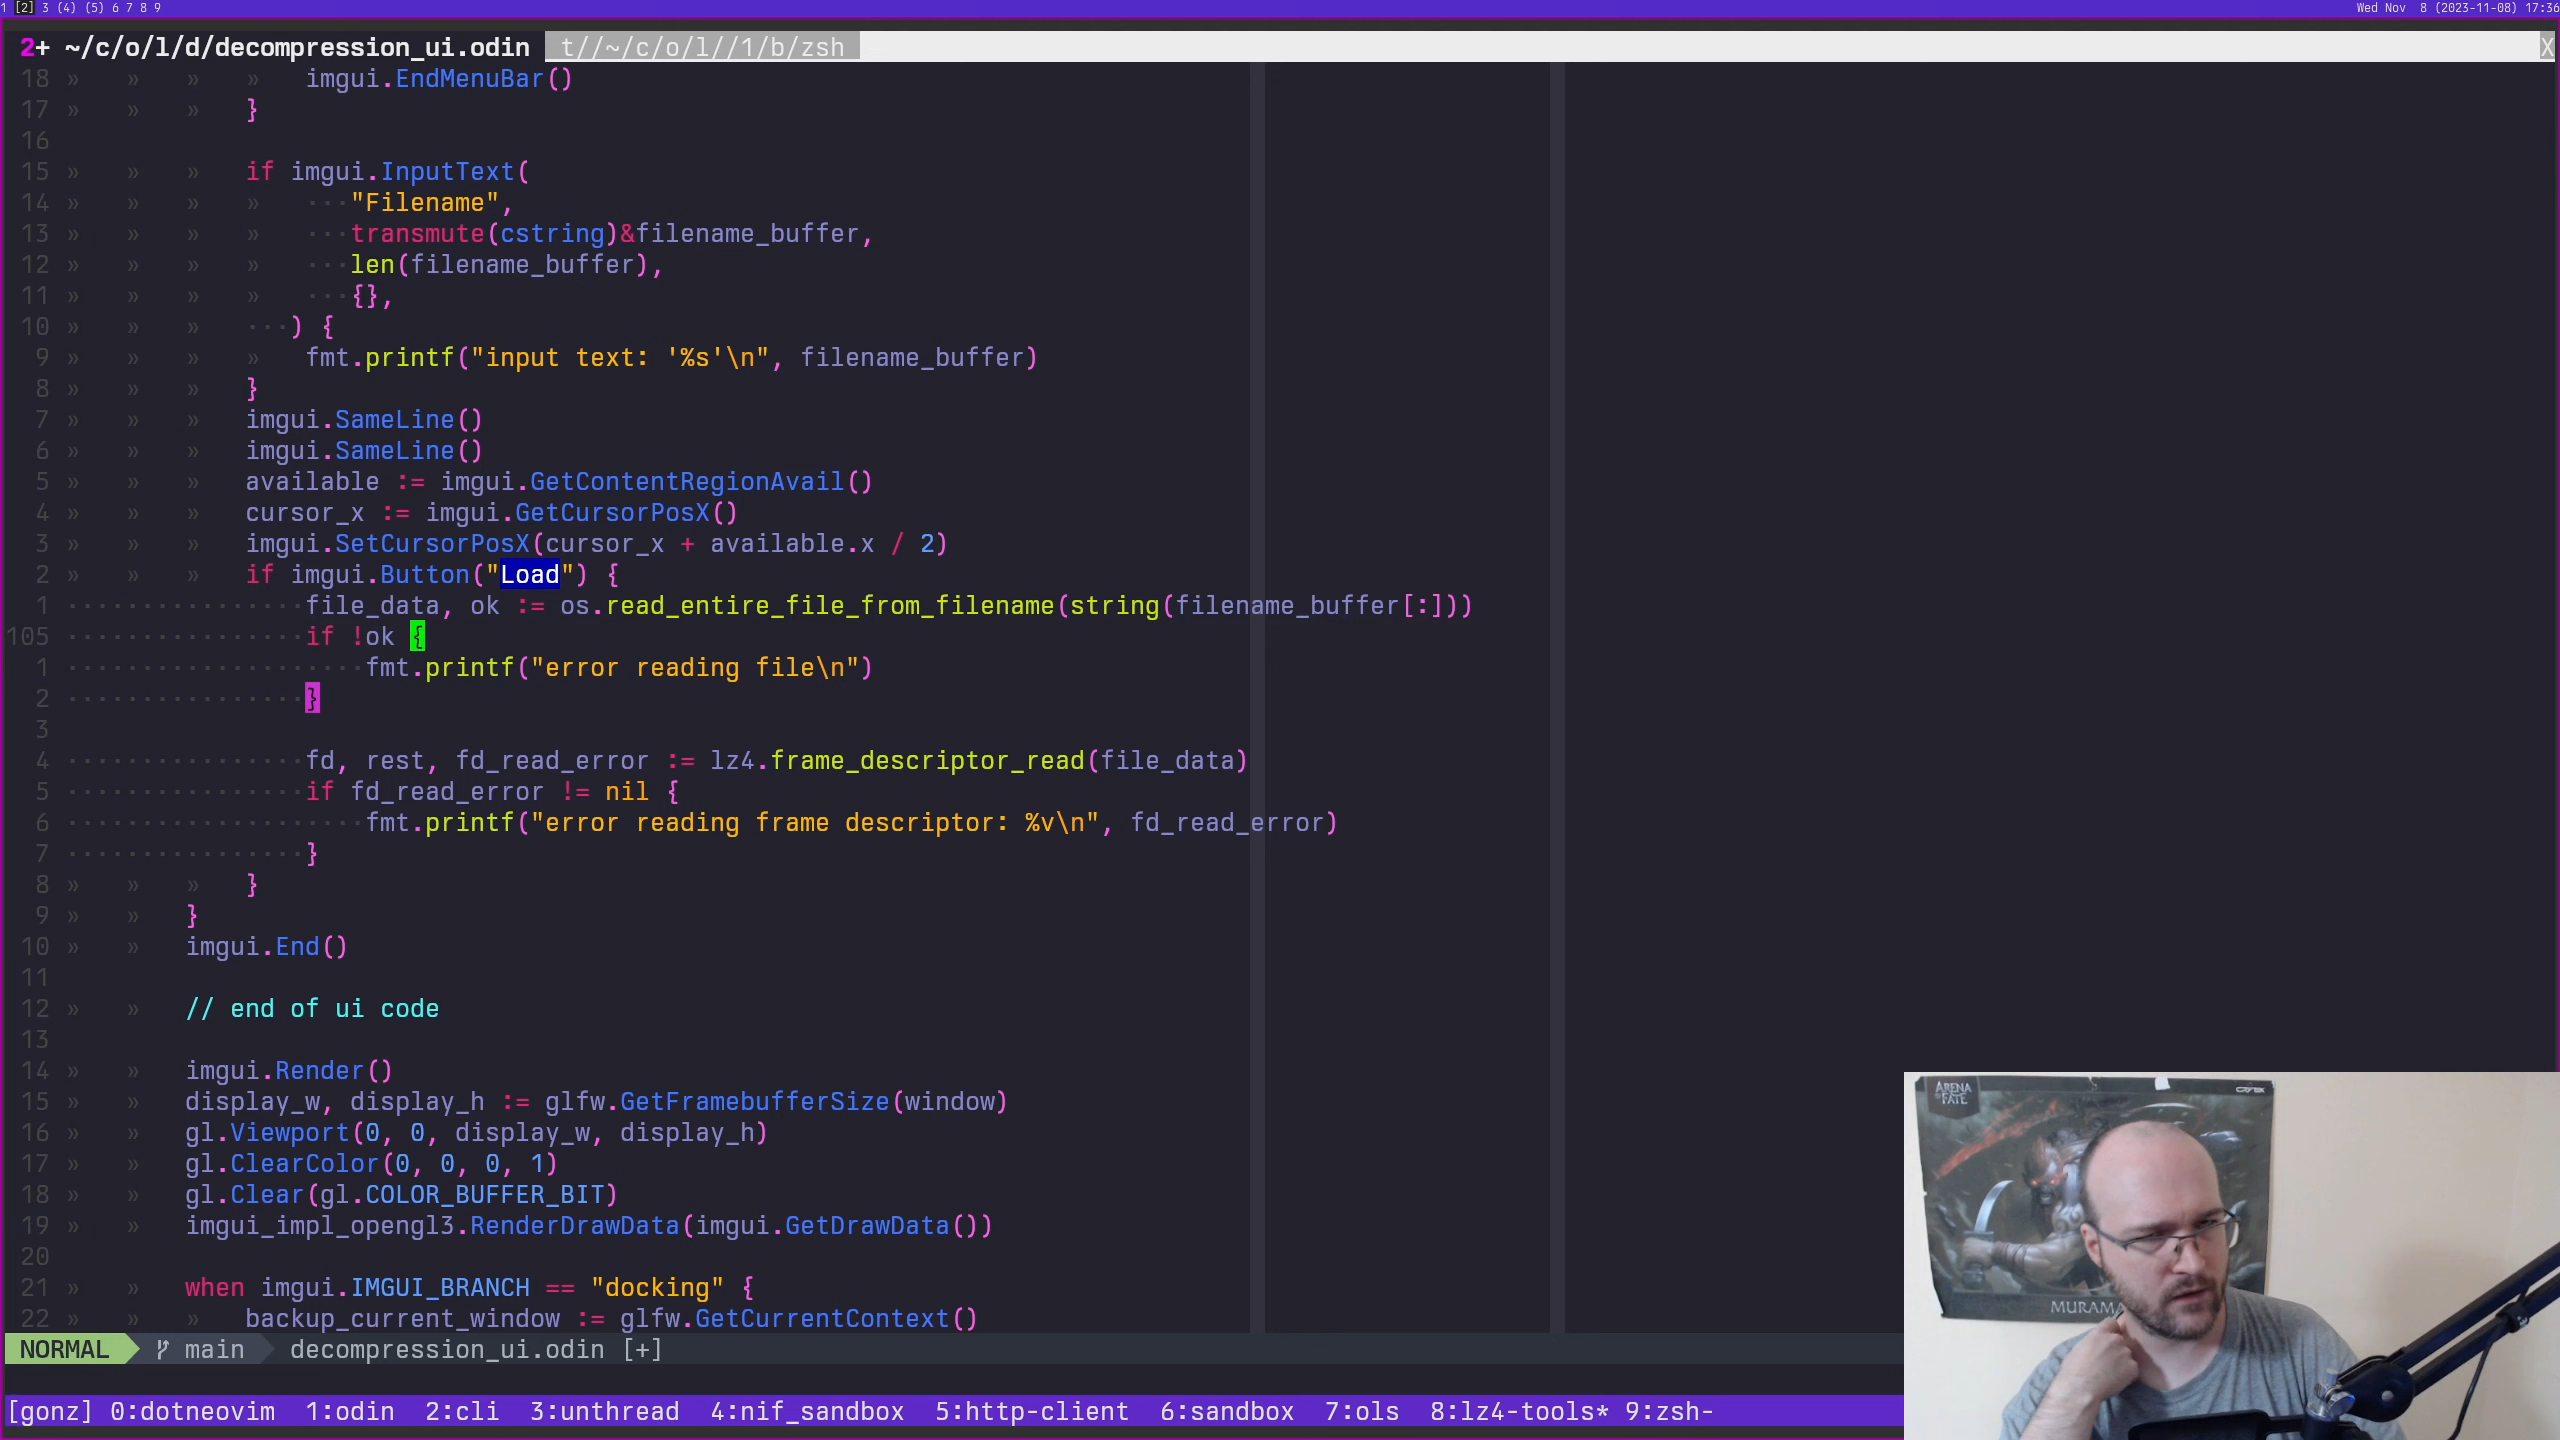 1 [2] 3 (4) (5) 6 7 8 9 Wed Nov 8 (2023-11-08) 17:36
2+ ~/c/o/l/d/decompression_ui.odin t//~/c/o/l//1/b/zsh X
18 » » » » imgui.EndMenuBar()
17 » » » }
16
15 » » » if imgui.InputText(
14 » » » » ···"Filename",
13 » » » » ···transmute(cstring)&filename_buffer,
12 » » » » ···len(filename_buffer),
11 » » » » ···{},
10 » » » ···) {
9 » » » » fmt.printf("input text: '%s'\n", filename_buffer)
8 » » » }
7 » » » imgui.SameLine()
6 » » » imgui.SameLine()
5 » » » available := imgui.GetContentRegionAvail()
4 » » » cursor_x := imgui.GetCursorPosX()
3 » » » imgui.SetCursorPosX(cursor_x + available.x / 2)
2 » » » if imgui.Button("Load") {
1 ················file_data, ok := os.read_entire_file_from_filename(string(filename_buffer[:]))
105 ················if !ok {
1 ····················fmt.printf("error reading file\n")
2 ················}
3
4 ················fd, rest, fd_read_error := lz4.frame_descriptor_read(file_data)
5 ················if fd_read_error != nil {
6 ····················fmt.printf("error reading frame descriptor: %v\n", fd_read_error)
7 ················}
8 » » » }
9 » » }
10 » » imgui.End()
11
12 » » // end of ui code
13
14 » » imgui.Render()
15 » » display_w, display_h := glfw.GetFramebufferSize(window)
16 » » gl.Viewport(0, 0, display_w, display_h)
17 » » gl.ClearColor(0, 0, 0, 1)
18 » » gl.Clear(gl.COLOR_BUFFER_BIT)
19 » » imgui_impl_opengl3.RenderDrawData(imgui.GetDrawData())
20
21 » » when imgui.IMGUI_BRANCH == "docking" {
22 » » » backup_current_window := glfw.GetCurrentContext()
NORMAL main decompression_ui.odin [+]
[gonz] 0:dotneovim 1:odin 2:cli 3:unthread 4:nif_sandbox 5:http-client 6:sandbox 7:ols 8:lz4-tools* 9:zsh-
ARENA
FATE
MURAMA